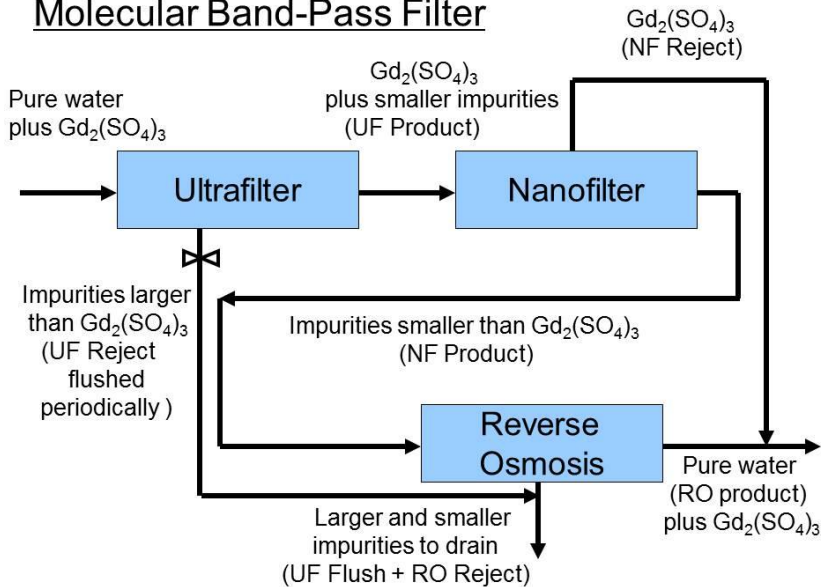 Molecular Band-Pass Filter
Gd₂(SO₄)₃
(NF Reject)
Gd₂(SO₄)₃
plus smaller impurities
(UF Product)
Pure water
plus Gd₂(SO₄)₃
Ultrafilter
Nanofilter
Impurities larger
than Gd₂(SO₄)₃
(UF Reject
flushed
periodically )
Impurities smaller than Gd₂(SO₄)₃
(NF Product)
Reverse
Osmosis
Pure water
(RO product)
plus Gd₂(SO₄)₃
Larger and smaller
impurities to drain
(UF Flush + RO Reject)